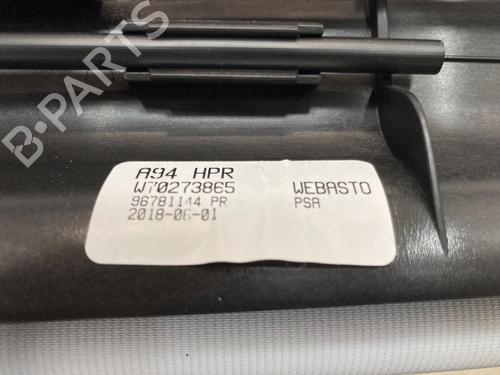 B-PARTS
A94 HPR
W70273865 WEBASTO
96781144 PR PSA
2018-06-01